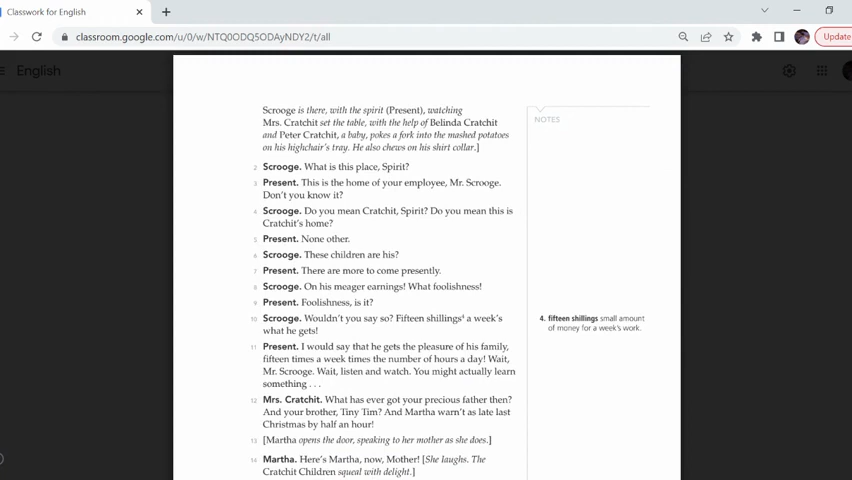 Classwork for English
classroom.google.com/u/0/w/NTQ0ODQ5ODAyNDY2/t/all
Update
English
Scrooge is there, with the spirit (Present), watching
Mrs. Cratchit set the table, with the help of Belinda Cratchit
and Peter Cratchit, a baby, pokes a fork into the mashed potatoes
on his highchair's tray. He also chews on his shirt collar.]
2 Scrooge. What is this place, Spirit?
3 Present. This is the home of your employee, Mr. Scrooge.
Don't you know it?
4 Scrooge. Do you mean Cratchit, Spirit? Do you mean this is
Cratchit's home?
5 Present. None other.
6 Scrooge. These children are his?
7 Present. There are more to come presently.
8 Scrooge. On his meager earnings! What foolishness!
9 Present. Foolishness, is it?
10 Scrooge. Wouldn't you say so? Fifteen shillings4 a week's
what he gets!
11 Present. I would say that he gets the pleasure of his family,
fifteen times a week times the number of hours a day! Wait,
Mr. Scrooge. Wait, listen and watch. You might actually learn
something . . .
12 Mrs. Cratchit. What has ever got your precious father then?
And your brother, Tiny Tim? And Martha warn't as late last
Christmas by half an hour!
13 [Martha opens the door, speaking to her mother as she does.]
14 Martha. Here's Martha, now, Mother! [She laughs. The
Cratchit Children squeal with delight.]
NOTES
4. fifteen shillings small amount
of money for a week's work.